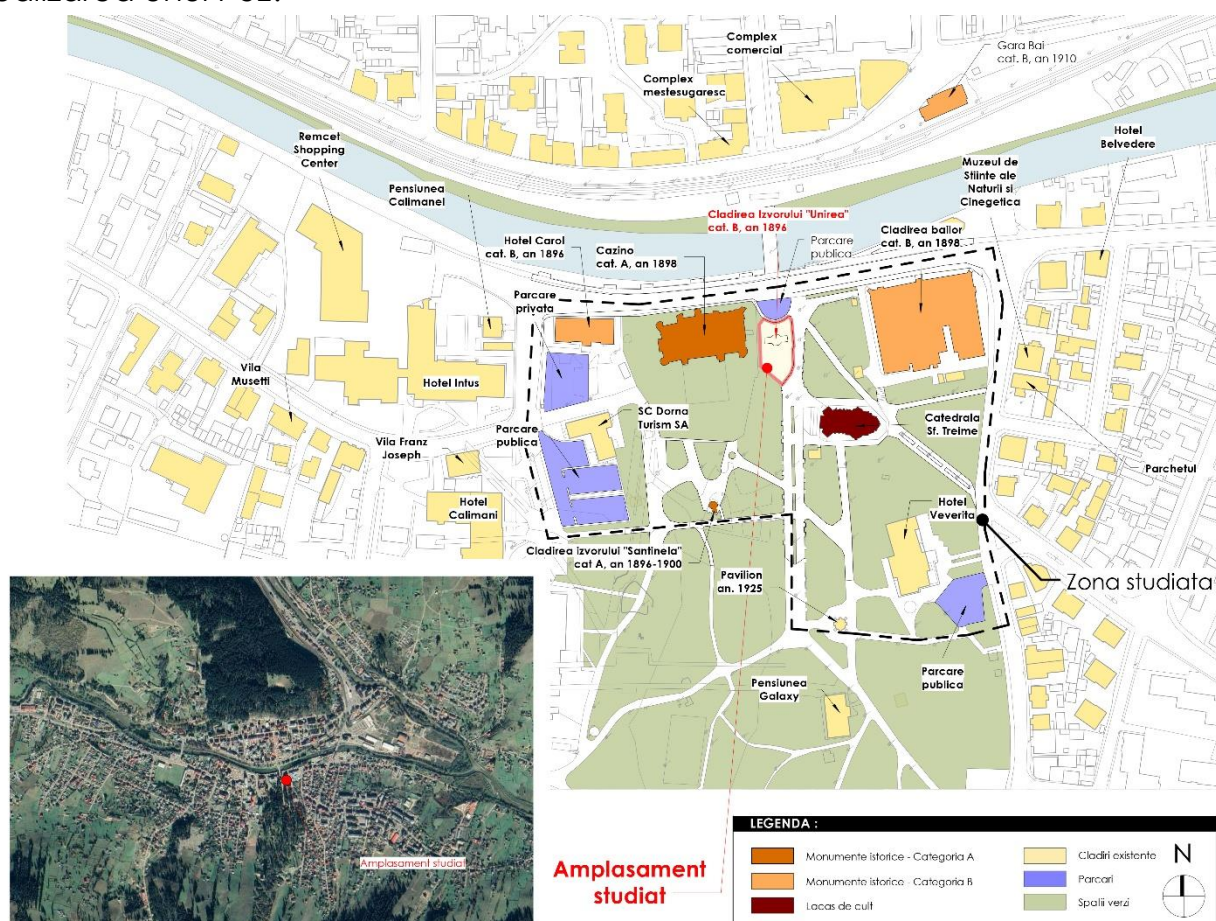 Complex
comercial
Gara Bai
cat. B, an 1910
Complex
mestesugaresc
Remcet
Shopping
Center
Hotel
Belvedere
Muzeul de
Stiinte ale
Naturii si
Cinegetica
Pensiunea
Calimanel
Cladirea Izvorului "Unirea"
cat. B, an 1896
Cladirea bailor
cat. B, an 1898
Hotel Carol
cat. B, an 1896
Cazino
cat. A, an 1898
Parcare
publica
Parcare
privata
Vila
Musetti
Hotel Intus
SC Dorna
Turism SA
Catedrala
Sf. Treime
Vila Franz
Joseph
Parcare
publica
Parchetul
Hotel
Calimani
Hotel
Veverita
Cladirea izvorului "Santinela"
cat A, an 1896-1900
Pavilion
an. 1925
Zona studiata
Parcare
publica
Pensiunea
Galaxy
Amplasament studiat
Amplasament
studiat
LEGENDA :
Monumente istorice - Categoria A
Monumente istorice - Categoria B
Lacas de cult
Cladiri existente
Parcari
Spatii verzi
N